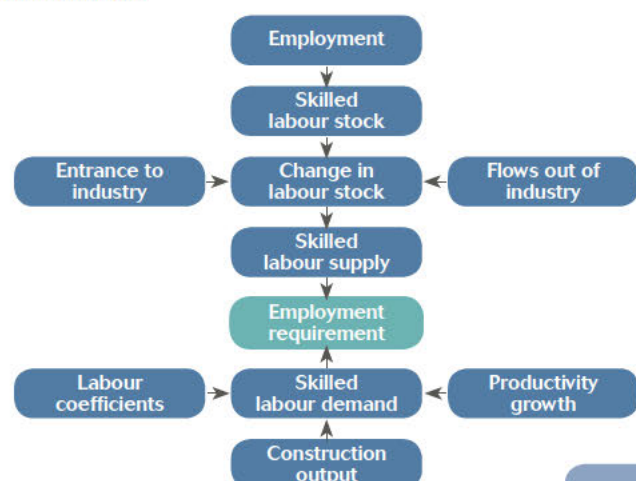 Employment
Skilled
labour stock
Entrance to
industry
Change in
labour stock
Flows out of
industry
Skilled
labour supply
Employment
requirement
Labour
coefficients
Skilled
labour demand
Productivity
growth
Construction
output